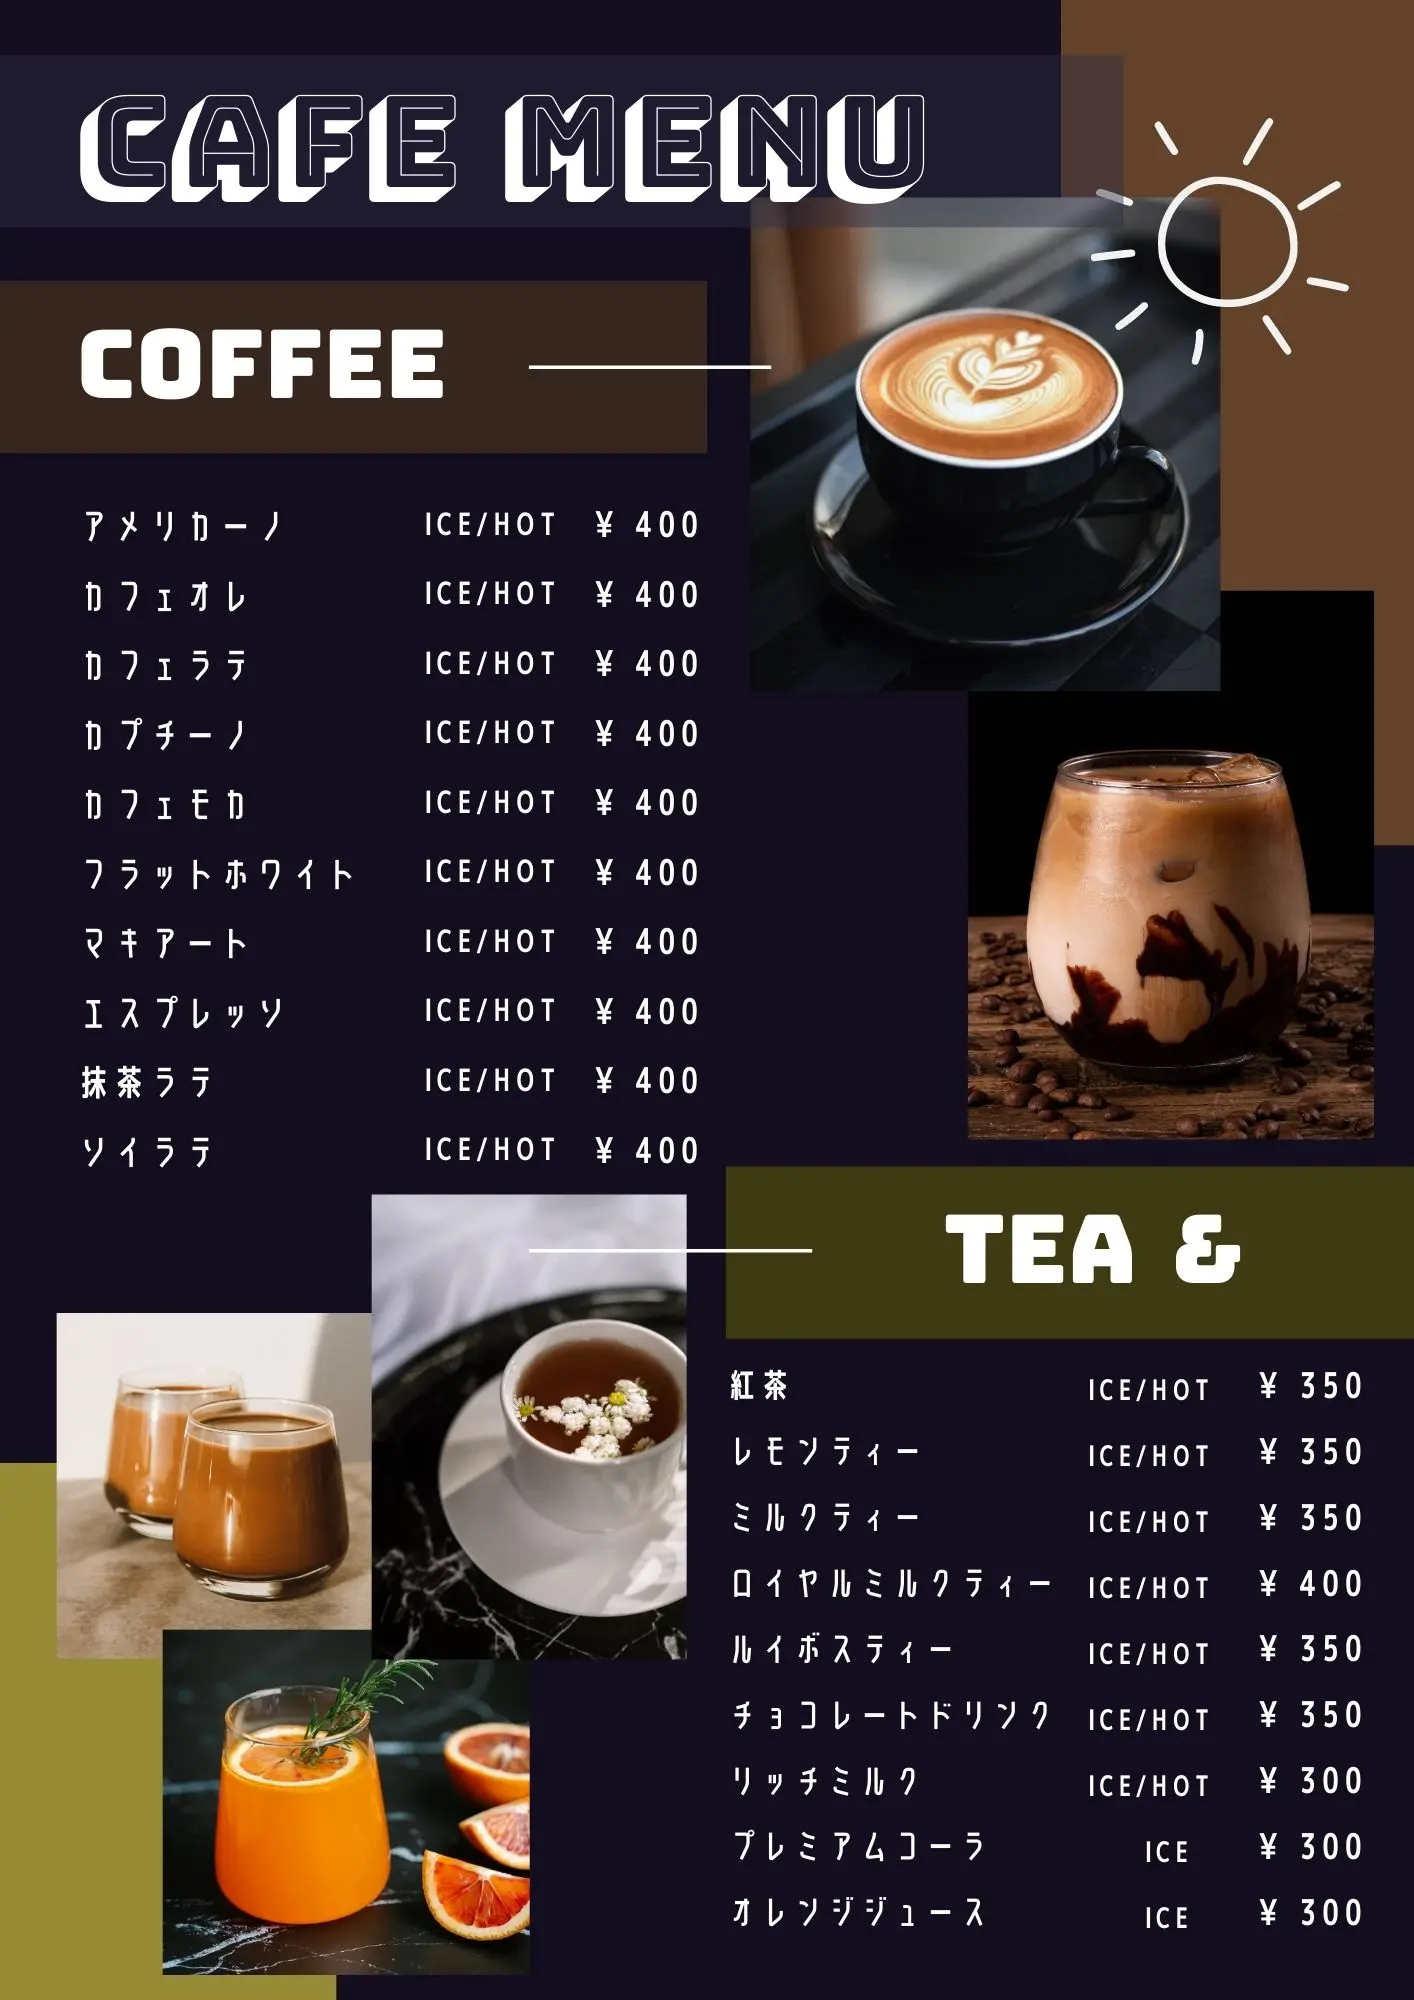 CAFE MENU
COFFEE
アメリカーノ ICE/HOT ¥ 400
カフェオレ ICE/HOT ¥ 400
カフェラテ ICE/HOT ¥ 400
カプチーノ ICE/HOT ¥ 400
カフェモカ ICE/HOT ¥ 400
フラットホワイト ICE/HOT ¥ 400
マキアート ICE/HOT ¥ 400
エスプレッソ ICE/HOT ¥ 400
抹茶ラテ ICE/HOT ¥ 400
ソイラテ ICE/HOT ¥ 400
TEA &
紅茶 ICE/HOT ¥ 350
レモンティー ICE/HOT ¥ 350
ミルクティー ICE/HOT ¥ 350
ロイヤルミルクティー ICE/HOT ¥ 400
ルイボスティー ICE/HOT ¥ 350
チョコレートドリンク ICE/HOT ¥ 350
リッチミルク ICE/HOT ¥ 300
プレミアムコーラ ICE ¥ 300
オレンジジュース ICE ¥ 300